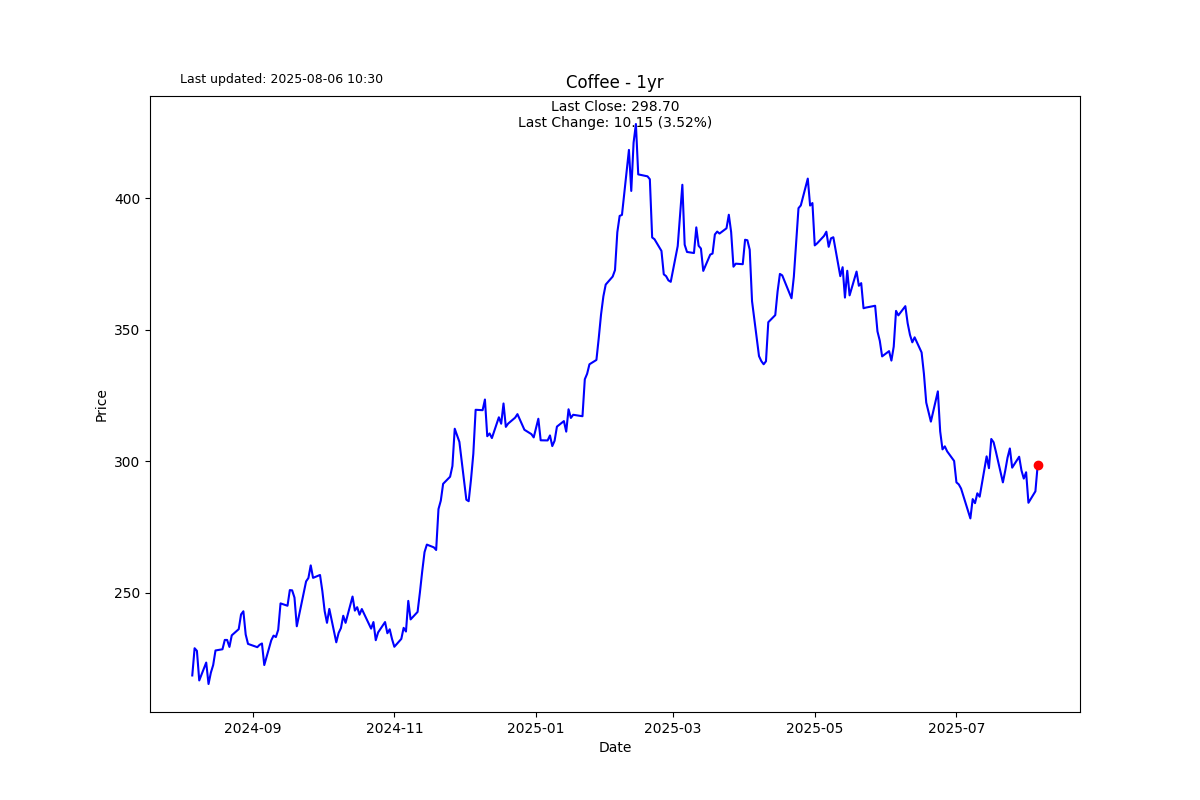 Last updated: 2025-08-06 10:30
Coffee - 1yr
Last Close: 298.70
Last Change: 10.15 (3.52%)
Price
400
350
300
250
2024-09
2024-11
2025-01
2025-03
2025-05
2025-07
Date